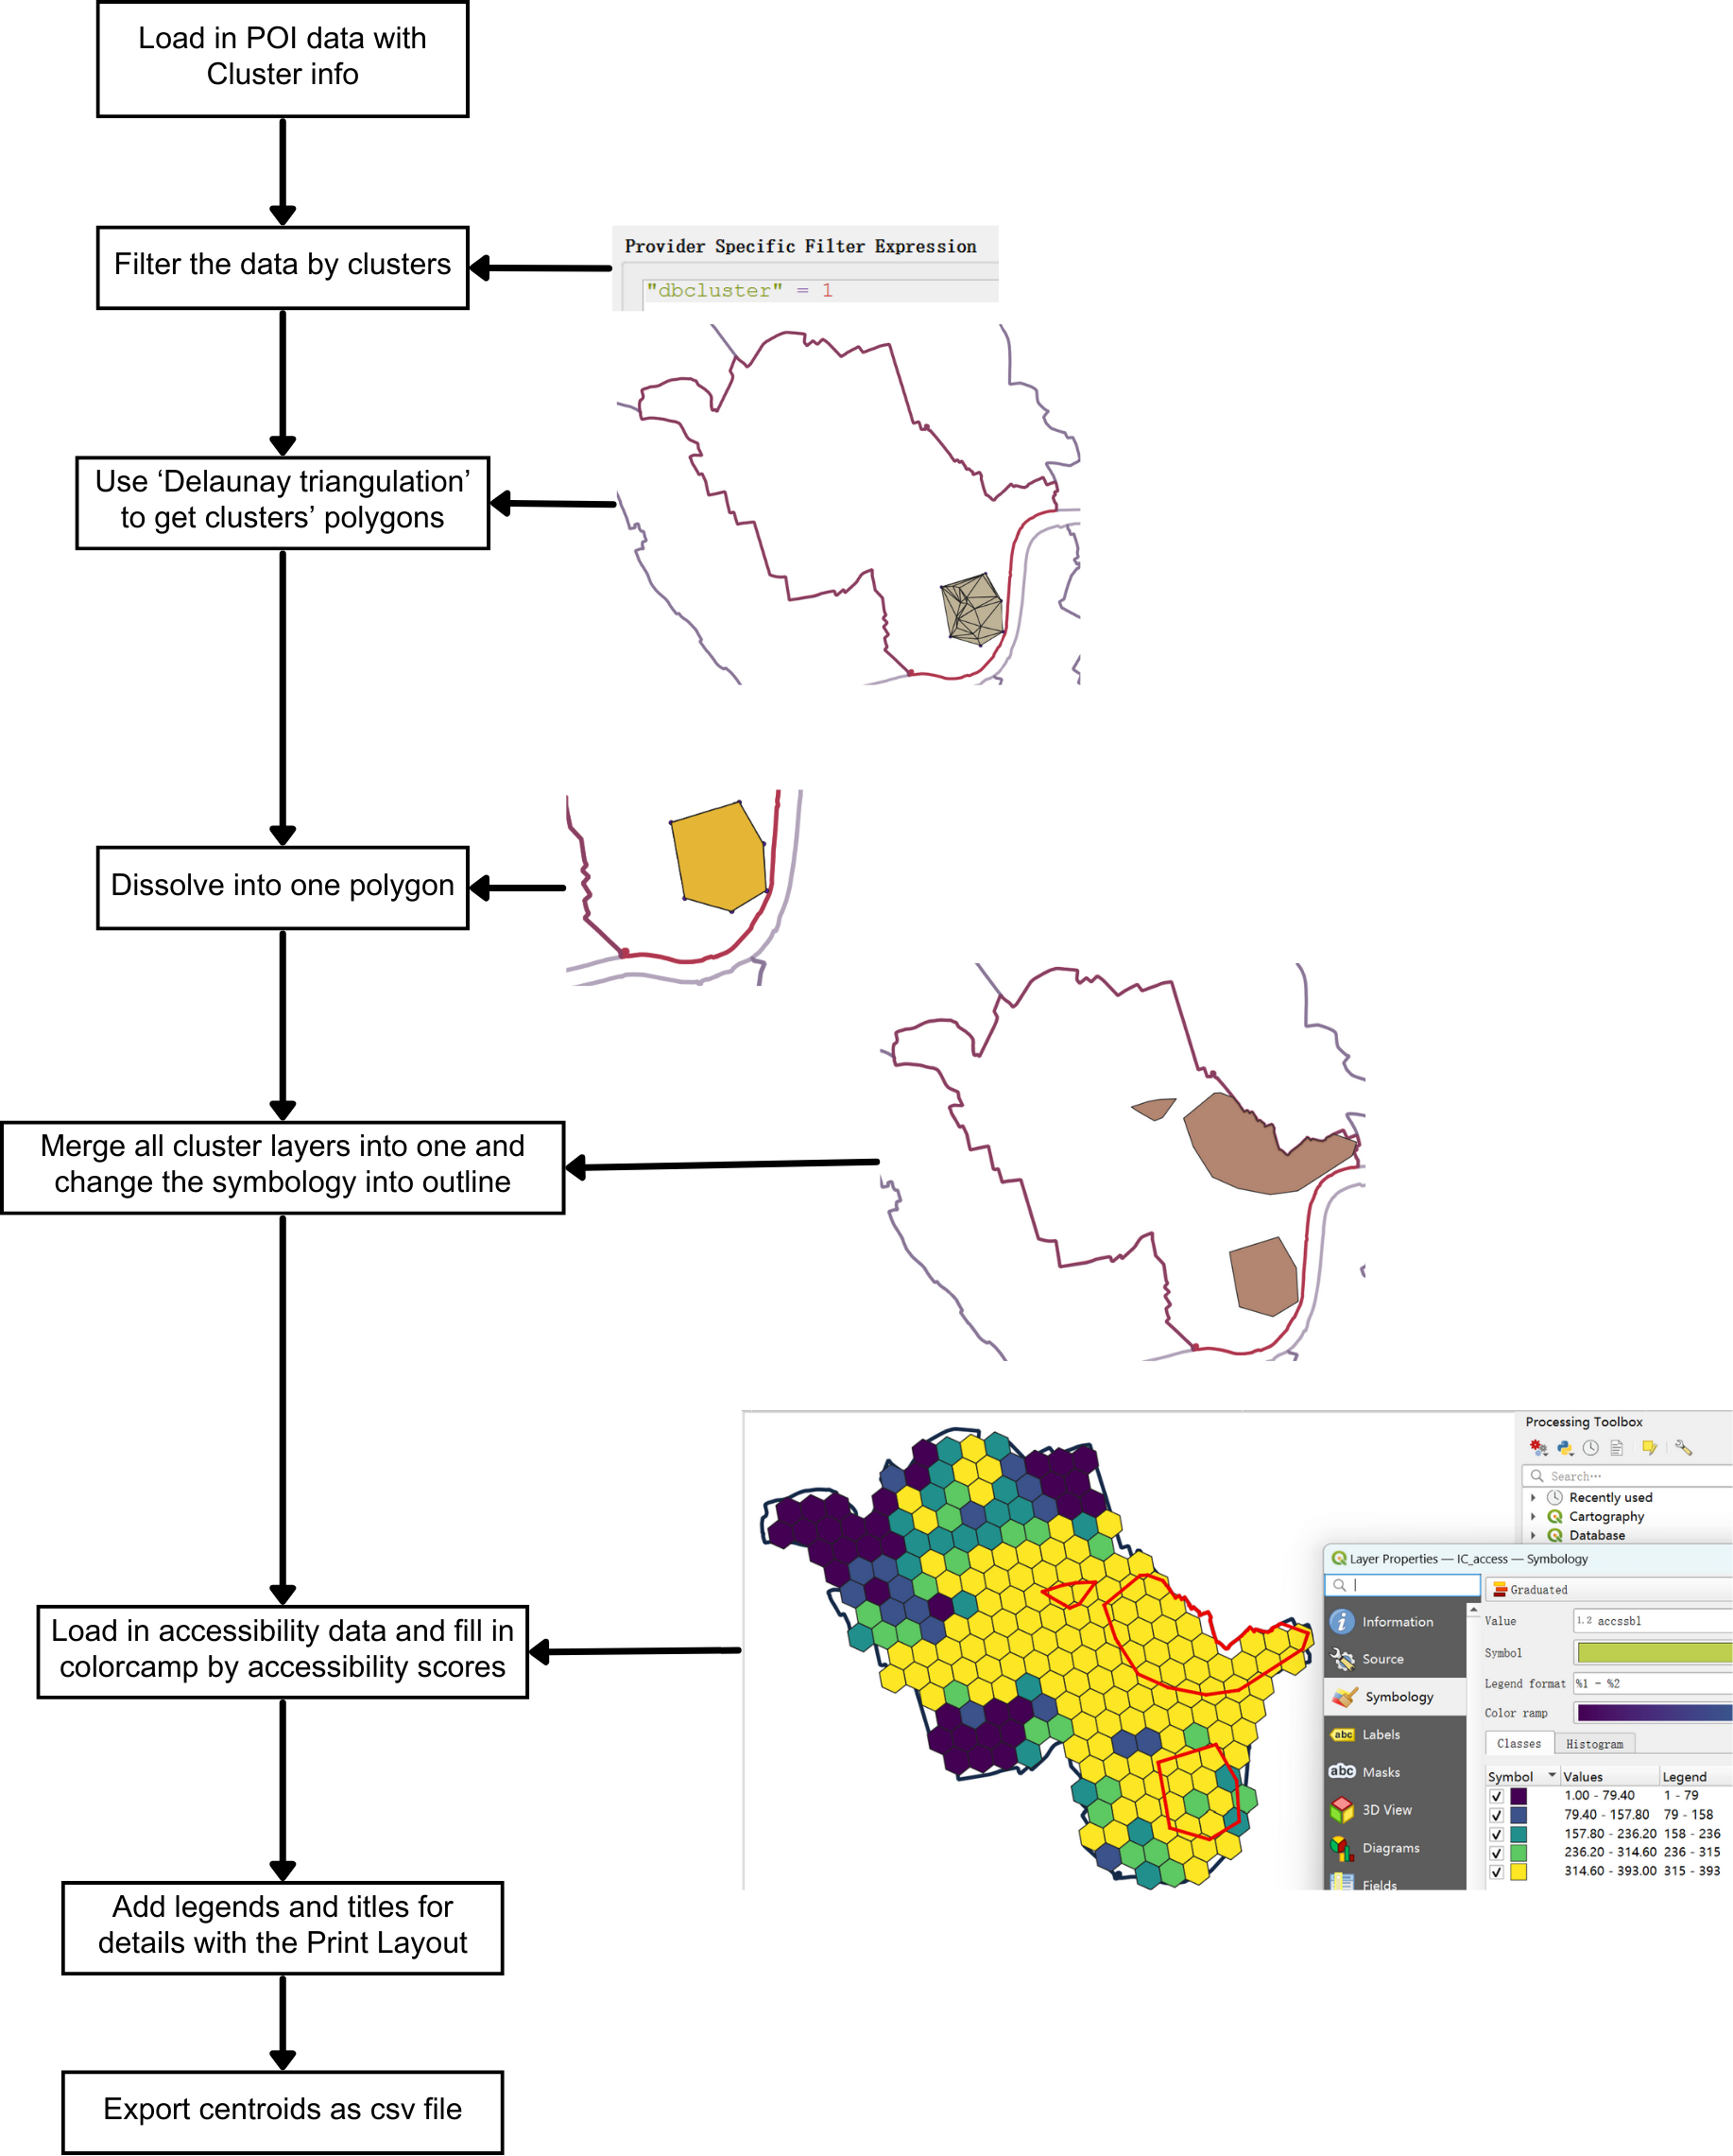 Load in POI data with
Cluster info
Filter the data by clusters
Provider Specific Filter Expression
"dbcluster" = 1
Use ‘Delaunay triangulation’
to get clusters’ polygons
Dissolve into one polygon
Merge all cluster layers into one and
change the symbology into outline
Load in accessibility data and fill in
colorcamp by accessibility scores
Processing Toolbox
Search…
Recently used
Cartography
Database
Layer Properties — IC_access — Symbology
Information
Source
Symbology
Labels
Masks
3D View
Diagrams
Fields
Graduated
Value 1.2 accssbl
Symbol
Legend format %1 - %2
Color ramp
Classes Histogram
Symbol Values Legend
1.00 - 79.40 1 - 79
79.40 - 157.80 79 - 158
157.80 - 236.20 158 - 236
236.20 - 314.60 236 - 315
314.60 - 393.00 315 - 393
abc
abc
Add legends and titles for
details with the Print Layout
Export centroids as csv file